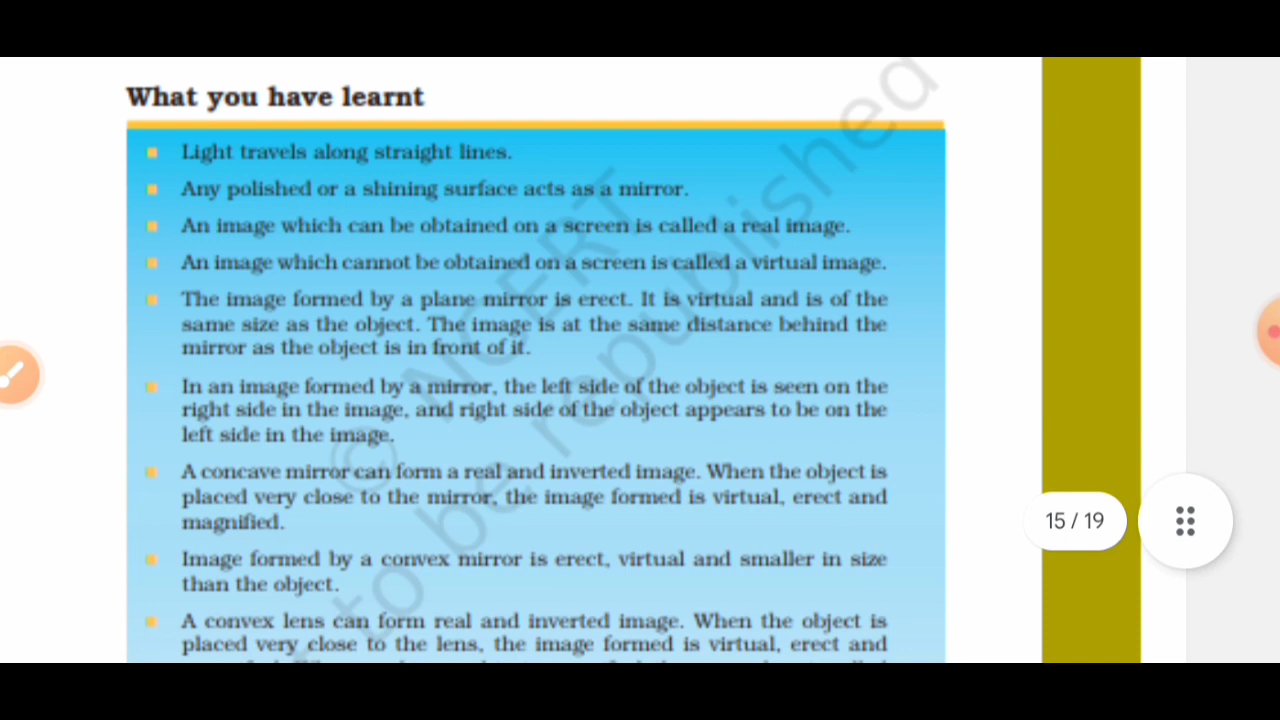 What you have learnt
Light travels along straight lines.
Any polished or a shining surface acts as a mirror.
An image which can be obtained on a screen is called a real image.
An image which cannot be obtained on a screen is called a virtual image.
The image formed by a plane mirror is erect. It is virtual and is of the
same size as the object. The image is at the same distance behind the
mirror as the object is in front of it.
In an image formed by a mirror, the left side of the object is seen on the
right side in the image, and right side of the object appears to be on the
left side in the image.
A concave mirror can form a real and inverted image. When the object is
placed very close to the mirror, the image formed is virtual, erect and
magnified.
Image formed by a convex mirror is erect, virtual and smaller in size
than the object.
A convex lens can form real and inverted image. When the object is
placed very close to the lens, the image formed is virtual, erect and
© NCERT
to be republished
15 / 19